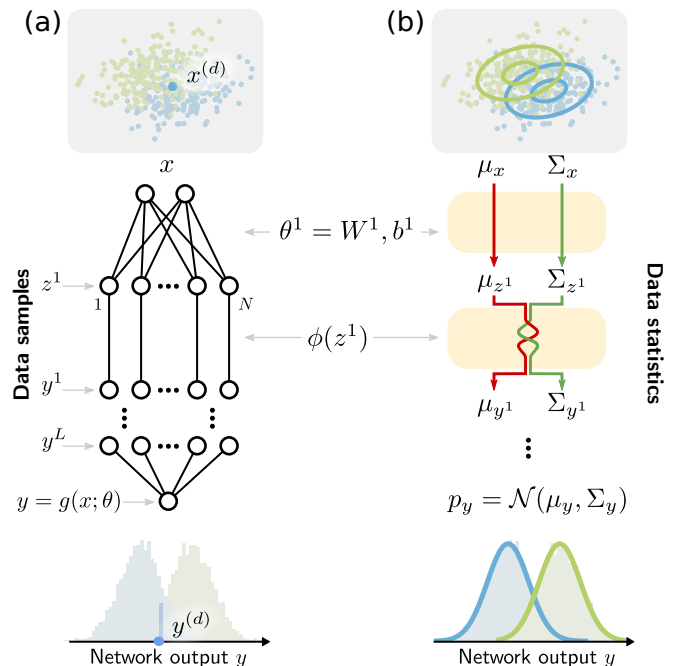 (a)
(b)
x^{(d)}
x
μ_x
Σ_x
θ^1 = W^1, b^1
z^1
1
N
μ_{z^1}
Σ_{z^1}
Data samples
Data statistics
ϕ(z^1)
y^1
μ_{y^1}
Σ_{y^1}
y^L
y = g(x; θ)
p_y = 𝒩(μ_y, Σ_y)
y^{(d)}
Network output y
Network output y